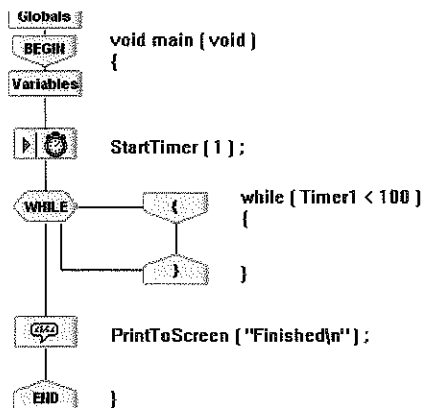 Globals
BEGIN void main ( void )
{
Variables
StartTimer ( 1 ) ;
WHILE { while ( Timer1 < 100 )
{
} }
PrintToScreen ( "Finished\n" ) ;
END }